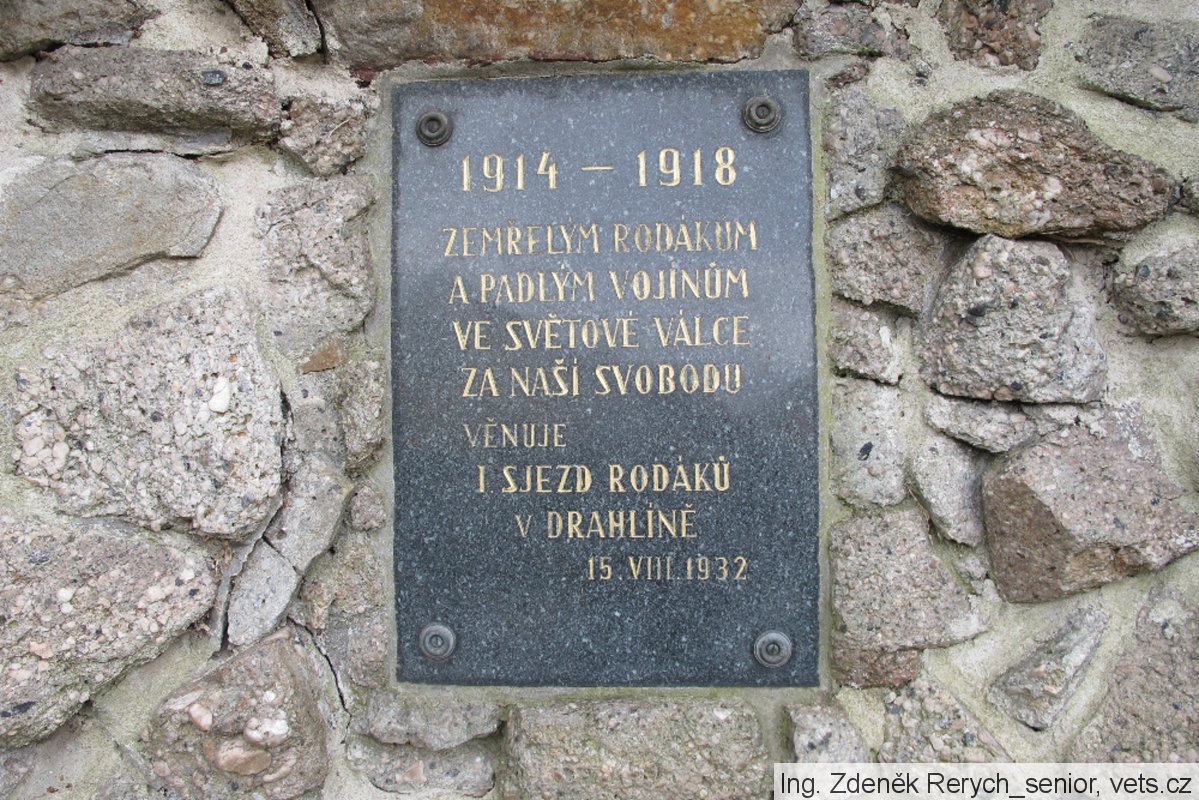 1914 – 1918
ZEMŘELÝM RODÁKŮM
A PADLÝM VOJÍNŮM
VE SVĚTOVÉ VÁLCE
ZA NAŠÍ SVOBODU
VĚNUJE
I. SJEZD RODÁKŮ
V DRAHLÍNĚ
15.VIII.1932
Ing. Zdeněk Rerych_senior, vets.cz